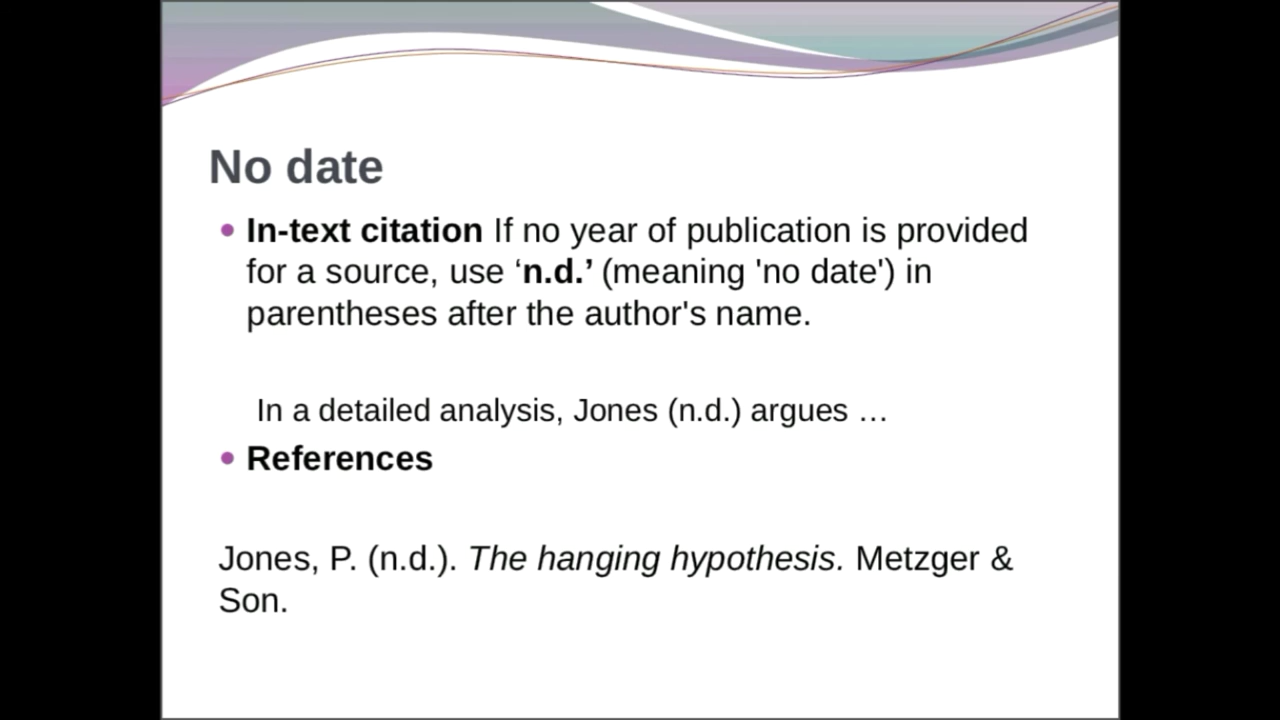 No date
In-text citation If no year of publication is provided
for a source, use ‘n.d.’ (meaning 'no date') in
parentheses after the author's name.
In a detailed analysis, Jones (n.d.) argues …
References
Jones, P. (n.d.). The hanging hypothesis. Metzger &
Son.